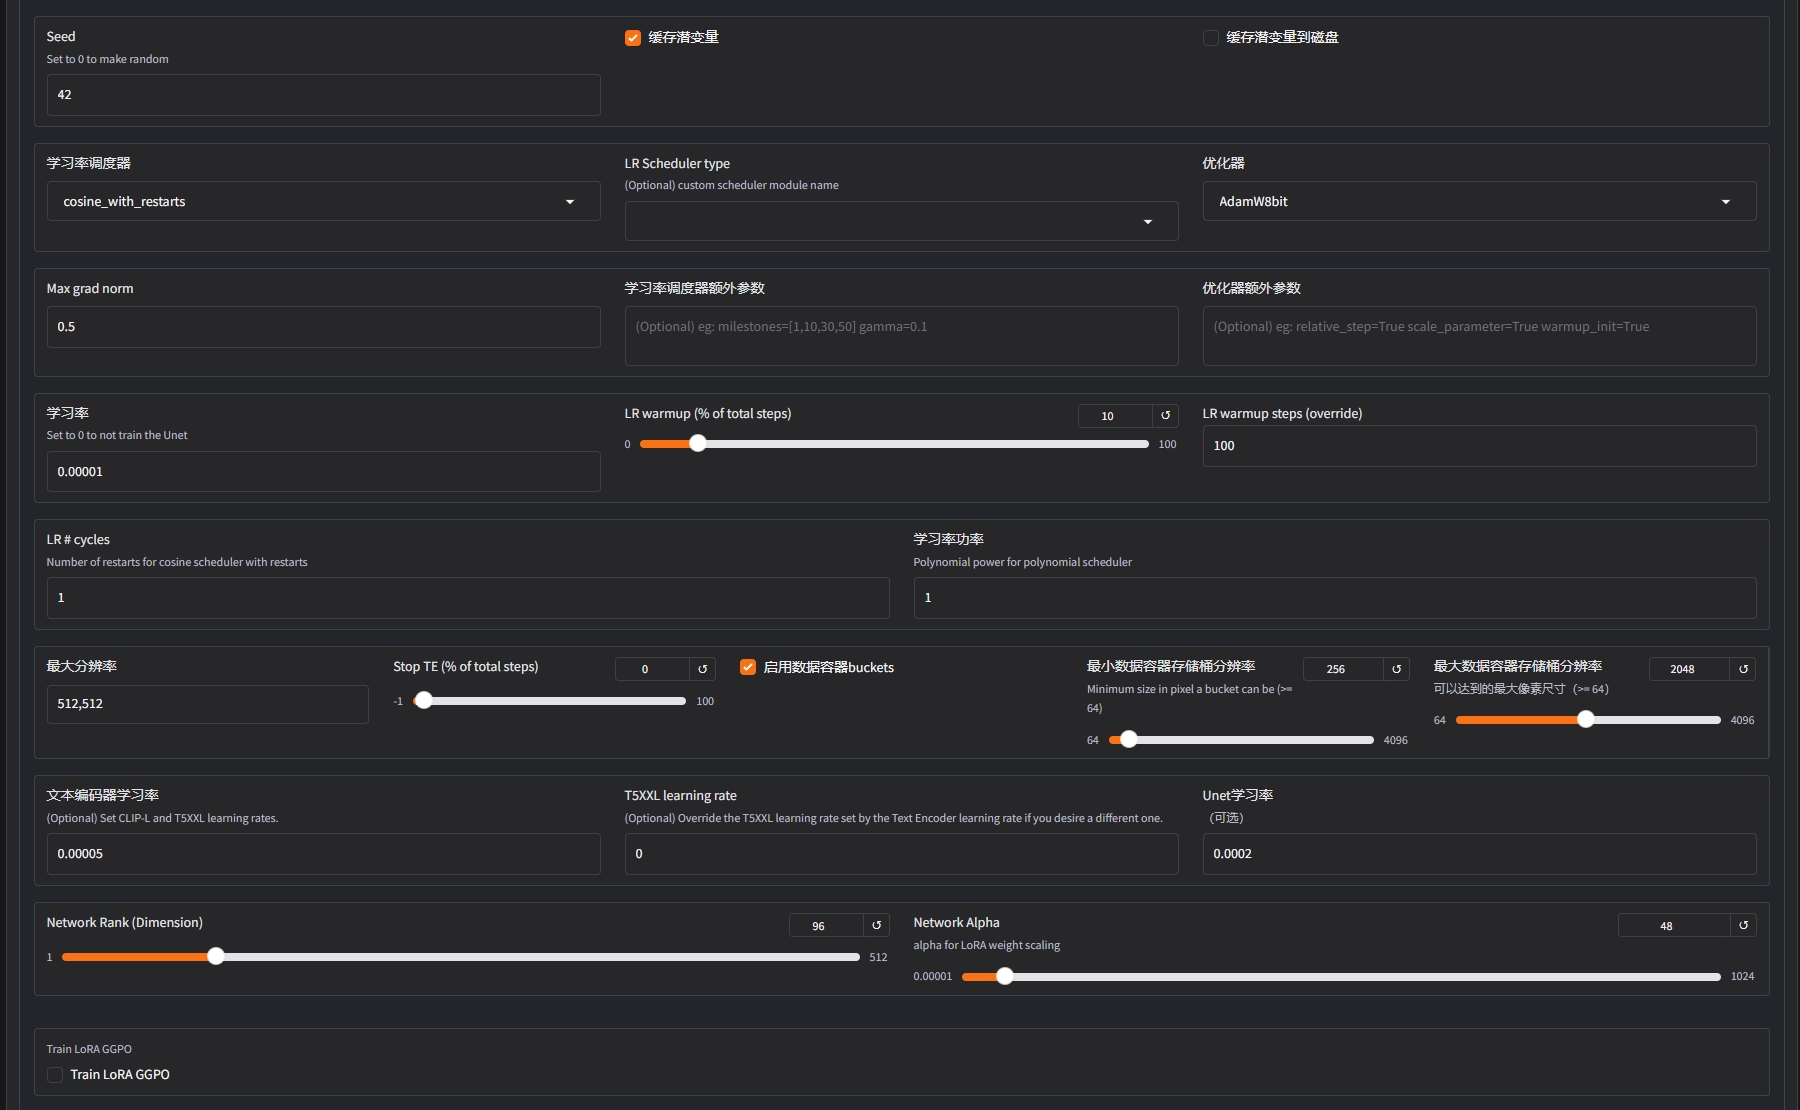 Seed
Set to 0 to make random
42
缓存潜变量
缓存潜变量到磁盘
学习率调度器
cosine_with_restarts
LR Scheduler type
(Optional) custom scheduler module name
优化器
AdamW8bit
Max grad norm
0.5
学习率调度器额外参数
(Optional) eg: milestones=[1,10,30,50] gamma=0.1
优化器额外参数
(Optional) eg: relative_step=True scale_parameter=True warmup_init=True
学习率
Set to 0 to not train the Unet
0.00001
LR warmup (% of total steps)
10
↺
0
100
LR warmup steps (override)
100
LR # cycles
Number of restarts for cosine scheduler with restarts
1
学习率功率
Polynomial power for polynomial scheduler
1
最大分辨率
512,512
Stop TE (% of total steps)
0
↺
-1
100
启用数据容器buckets
最小数据容器存储桶分辨率
Minimum size in pixel a bucket can be (>=
64)
256
↺
64
4096
最大数据容器存储桶分辨率
可以达到的最大像素尺寸（>= 64）
2048
↺
64
4096
文本编码器学习率
(Optional) Set CLIP-L and T5XXL learning rates.
0.00005
T5XXL learning rate
(Optional) Override the T5XXL learning rate set by the Text Encoder learning rate if you desire a different one.
0
Unet学习率
（可选）
0.0002
Network Rank (Dimension)
96
↺
1
512
Network Alpha
alpha for LoRA weight scaling
48
↺
0.00001
1024
Train LoRA GGPO
Train LoRA GGPO